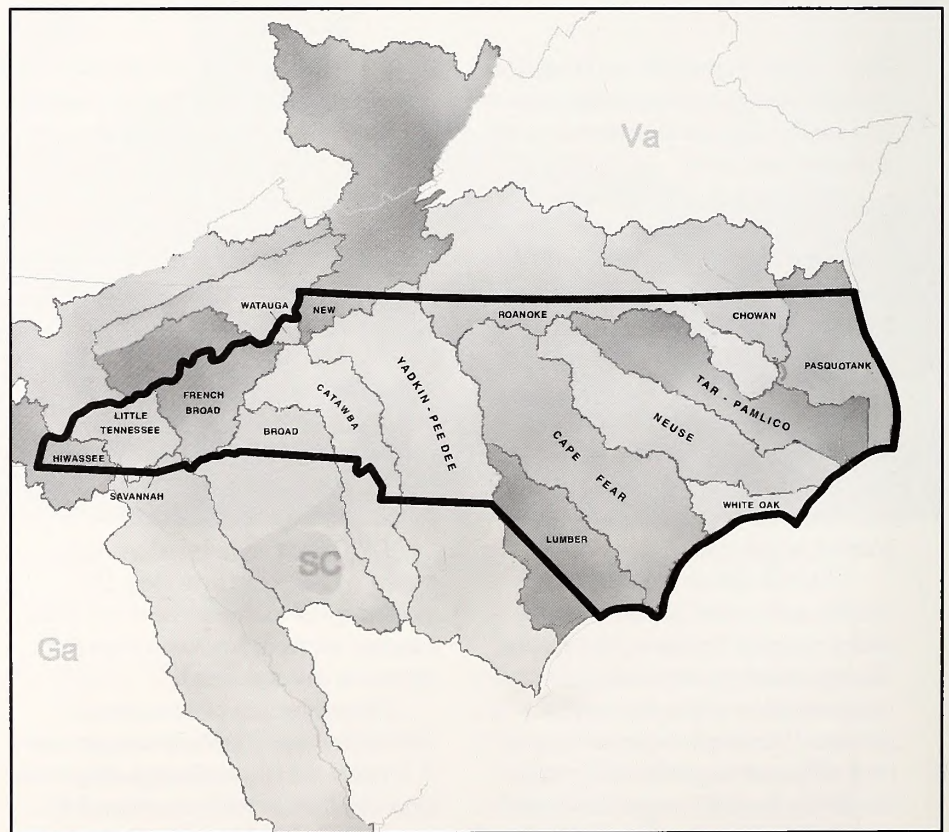 Va
WATAUGA
NEW
ROANOKE
CHOWAN
PASQUOTANK
YADKIN - PEE DEE
TAR - PAMLICO
FRENCH
BROAD
CATAWBA
LITTLE
TENNESSEE
BROAD
NEUSE
CAPE FEAR
HIWASSEE
SAVANNAH
WHITE OAK
LUMBER
SC
Ga